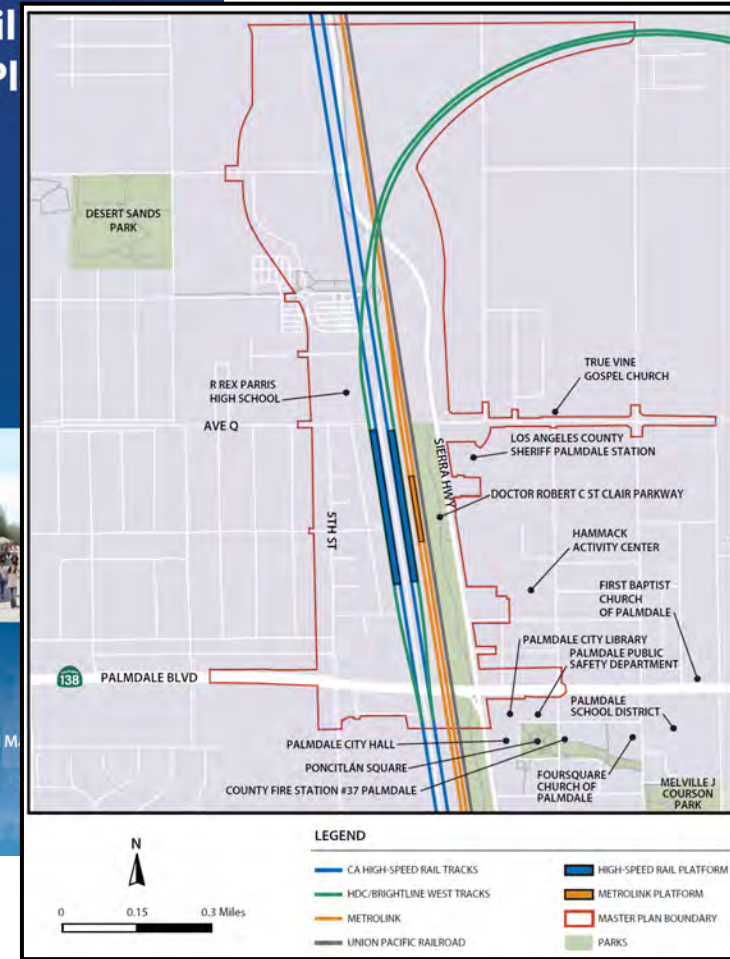 DESERT SANDS
PARK
R REX PARRIS
HIGH SCHOOL
AVE Q
5TH ST
SIERRA HWY
TRUE VINE
GOSPEL CHURCH
LOS ANGELES COUNTY
SHERIFF PALMDALE STATION
DOCTOR ROBERT C ST CLAIR PARKWAY
HAMMACK
ACTIVITY CENTER
FIRST BAPTIST
CHURCH
OF PALMDALE
138
PALMDALE BLVD
PALMDALE CITY LIBRARY
PALMDALE PUBLIC
SAFETY DEPARTMENT
PALMDALE
SCHOOL DISTRICT
PALMDALE CITY HALL
PONCITLÁN SQUARE
COUNTY FIRE STATION #37 PALMDALE
FOURSQUARE
CHURCH OF
PALMDALE
MELVILLE J
COURSON
PARK
N
0 0.15 0.3 Miles
LEGEND
CA HIGH-SPEED RAIL TRACKS
HDC/BRIGHTLINE WEST TRACKS
METROLINK
UNION PACIFIC RAILROAD
HIGH-SPEED RAIL PLATFORM
METROLINK PLATFORM
MASTER PLAN BOUNDARY
PARKS